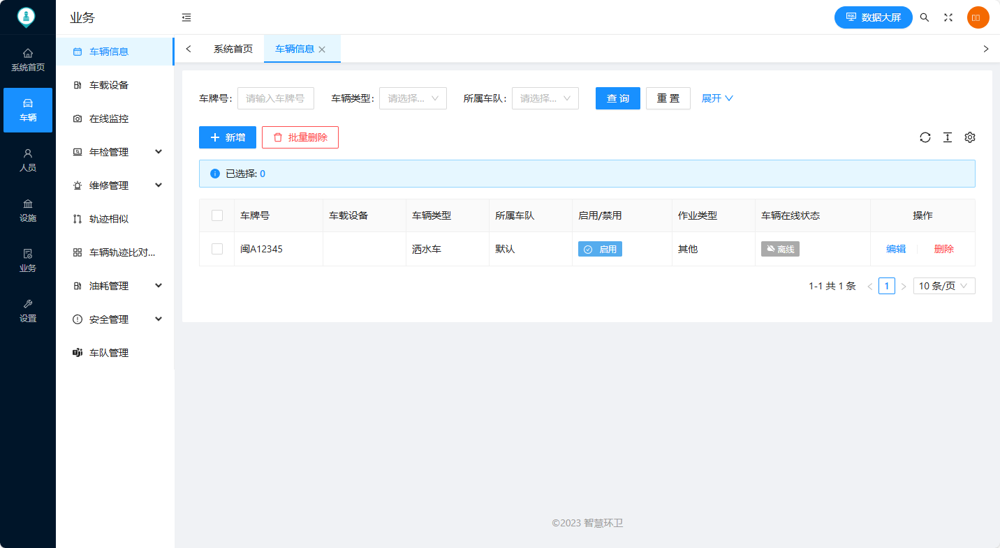 业务
数据大屏
系统首页
车辆
人员
设施
业务
设置
车辆信息
车载设备
在线监控
年检管理
维修管理
轨迹相似
车辆轨迹比对...
油耗管理
安全管理
车队管理
系统首页 车辆信息
车牌号: 请输入车牌号 车辆类型: 请选择... 所属车队: 请选择... 查 询 重 置 展开
新增 批量删除
已选择: 0
车牌号 车载设备 车辆类型 所属车队 启用/禁用 作业类型 车辆在线状态 操作
闽A12345 洒水车 默认 启用 其他 离线 编辑 删除
1-1 共 1 条 < 1 > 10 条/页
©2023 智慧环卫